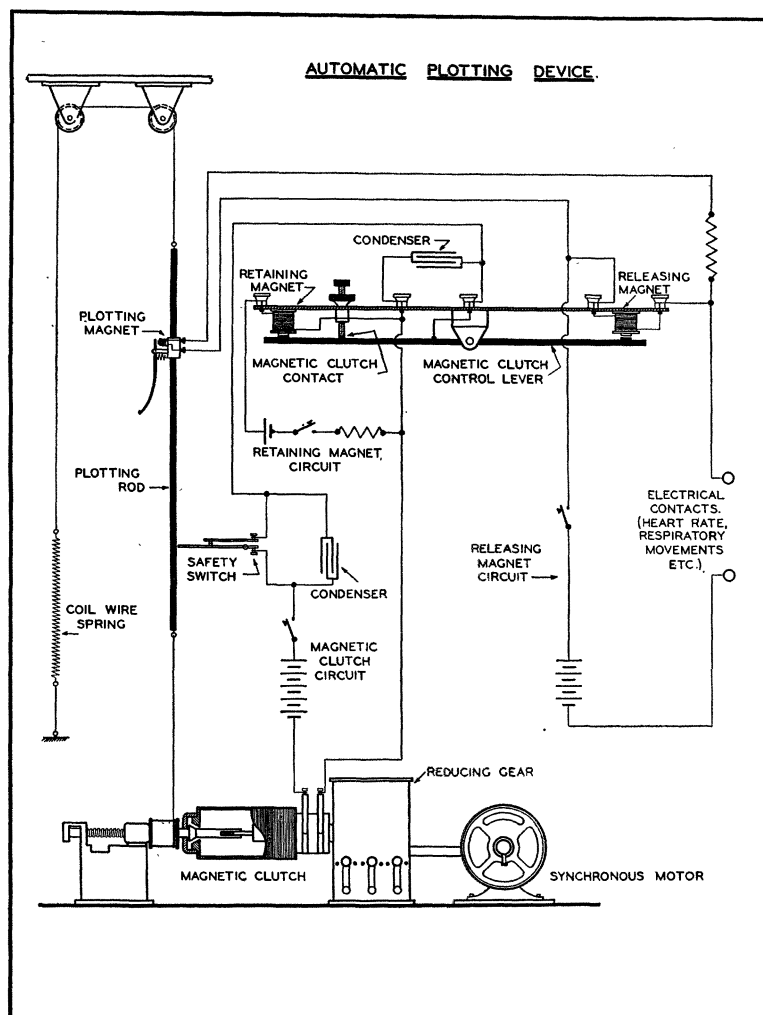 AUTOMATIC PLOTTING DEVICE.
CONDENSER
RETAINING
MAGNET
RELEASING
MAGNET
PLOTTING
MAGNET
MAGNETIC CLUTCH
CONTACT
MAGNETIC CLUTCH
CONTROL LEVER
RETAINING MAGNET
CIRCUIT
PLOTTING
ROD
ELECTRICAL
CONTACTS.
(HEART RATE,
RESPIRATORY
MOVEMENTS
ETC.)
SAFETY
SWITCH
RELEASING
MAGNET
CIRCUIT
CONDENSER
COIL WIRE
SPRING
MAGNETIC
CLUTCH
CIRCUIT
REDUCING GEAR
MAGNETIC CLUTCH
SYNCHRONOUS MOTOR